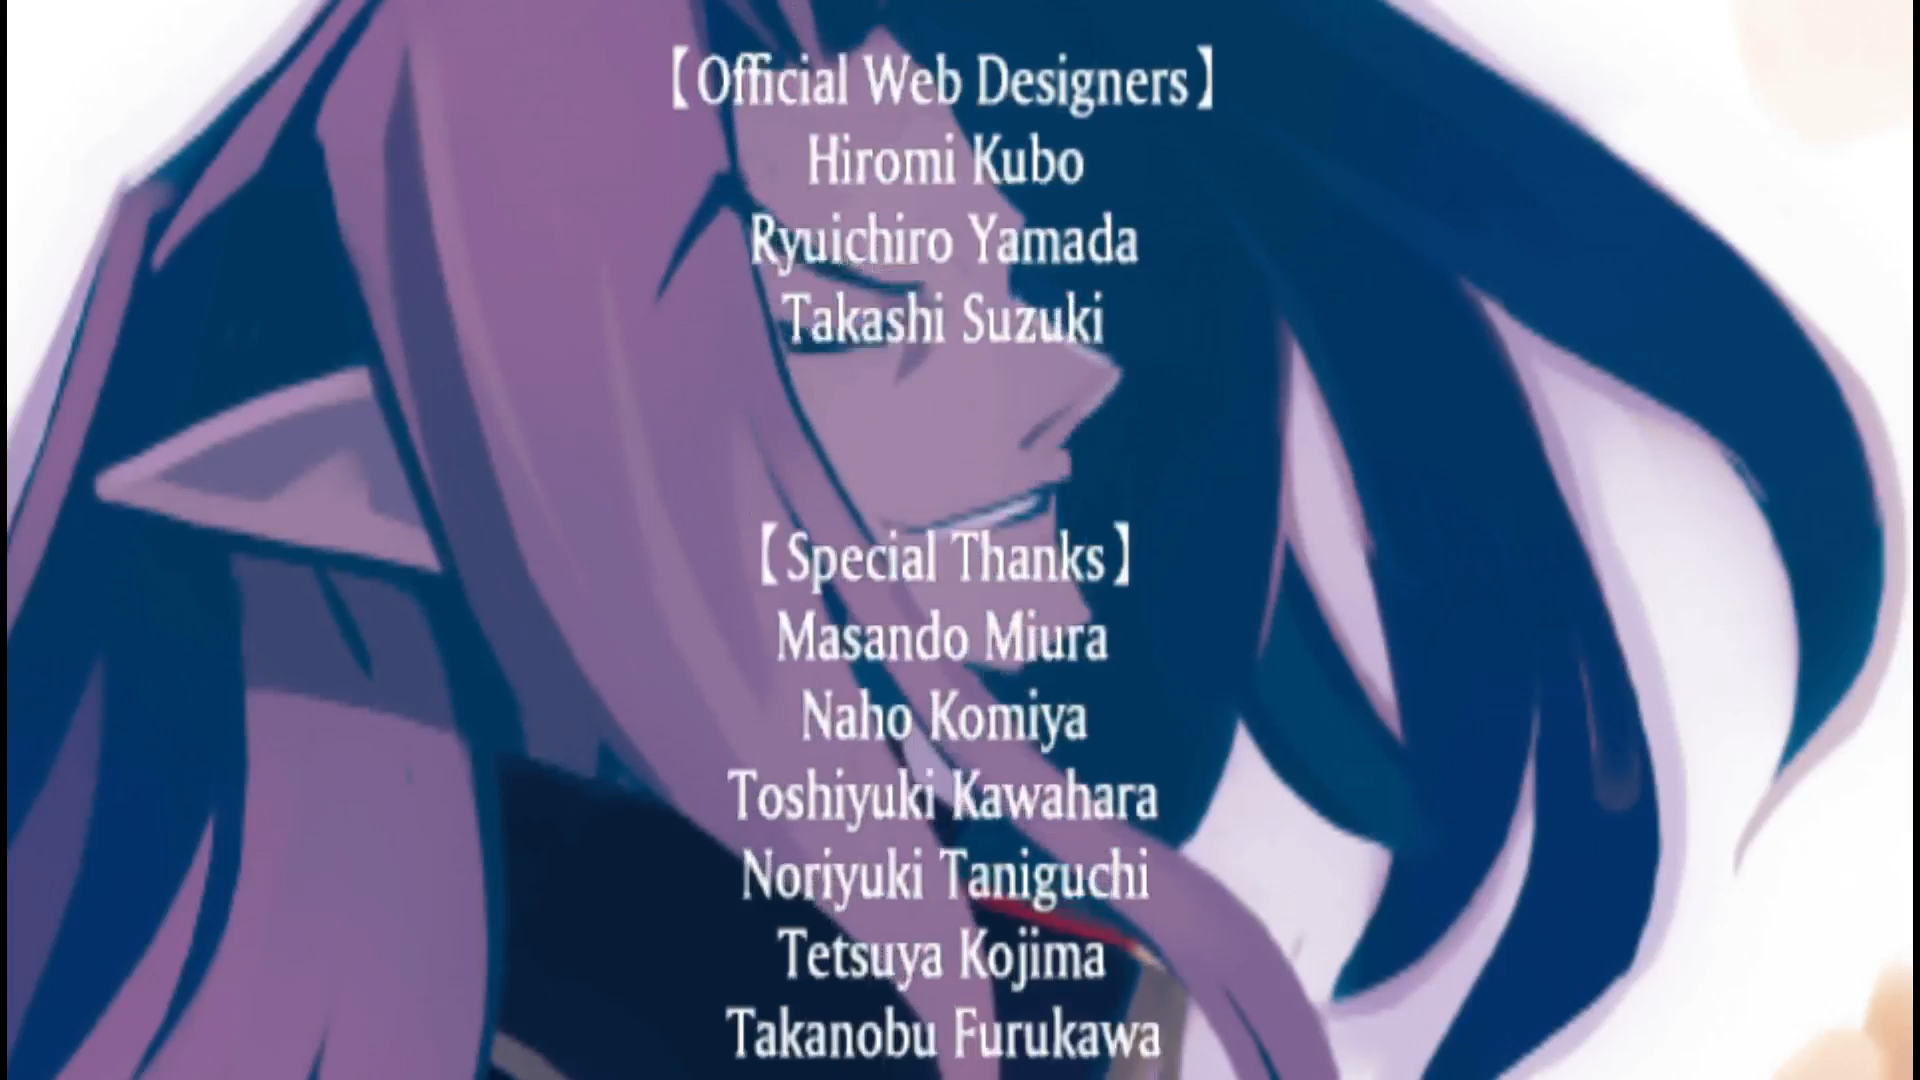 【Official Web Designers】
Hiromi Kubo
Ryuichiro Yamada
Takashi Suzuki
【Special Thanks】
Masando Miura
Naho Komiya
Toshiyuki Kawahara
Noriyuki Taniguchi
Tetsuya Kojima
Takanobu Furukawa